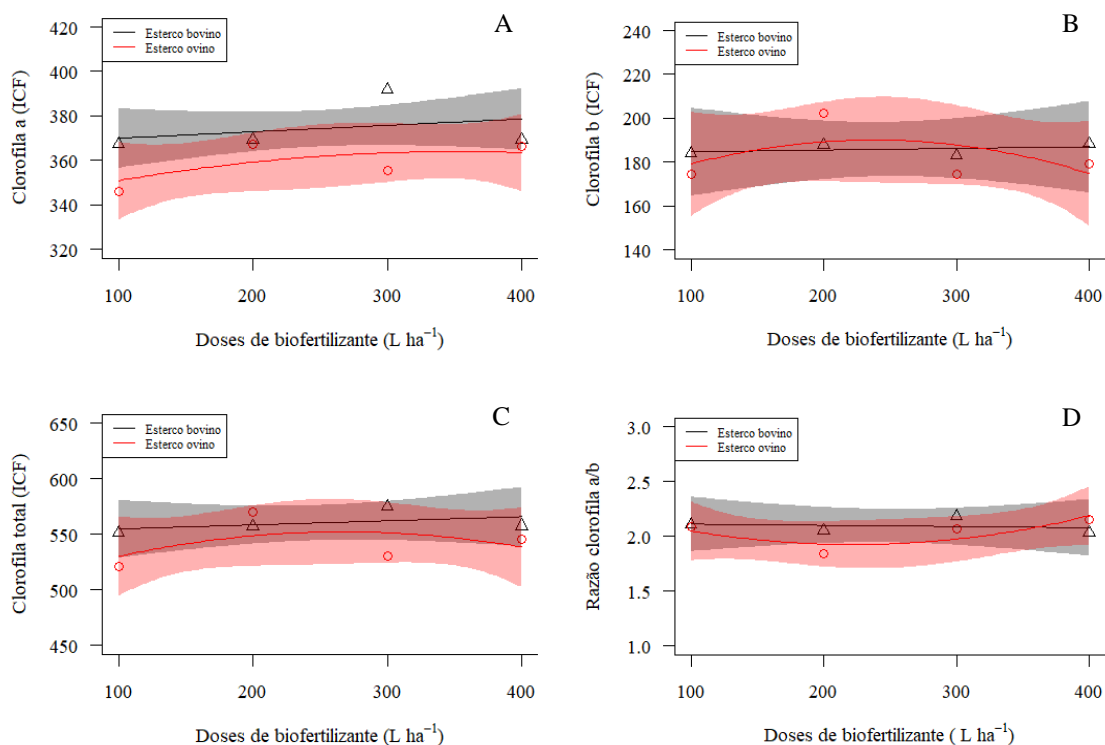 A
420
400
380
360
340
320
Clorofila a (ICF)
Esterco bovino
Esterco ovino
100 200 300 400
Doses de biofertilizante (L ha⁻¹)
B
240
220
200
180
160
140
Clorofila b (ICF)
Esterco bovino
Esterco ovino
100 200 300 400
Doses de biofertilizante (L ha⁻¹)
C
650
600
550
500
450
Clorofila total (ICF)
Esterco bovino
Esterco ovino
100 200 300 400
Doses de biofertilizante (L ha⁻¹)
D
3.0
2.5
2.0
1.5
1.0
Razão clorofila a/b
Esterco bovino
Esterco ovino
100 200 300 400
Doses de biofertilizante ( L ha⁻¹)